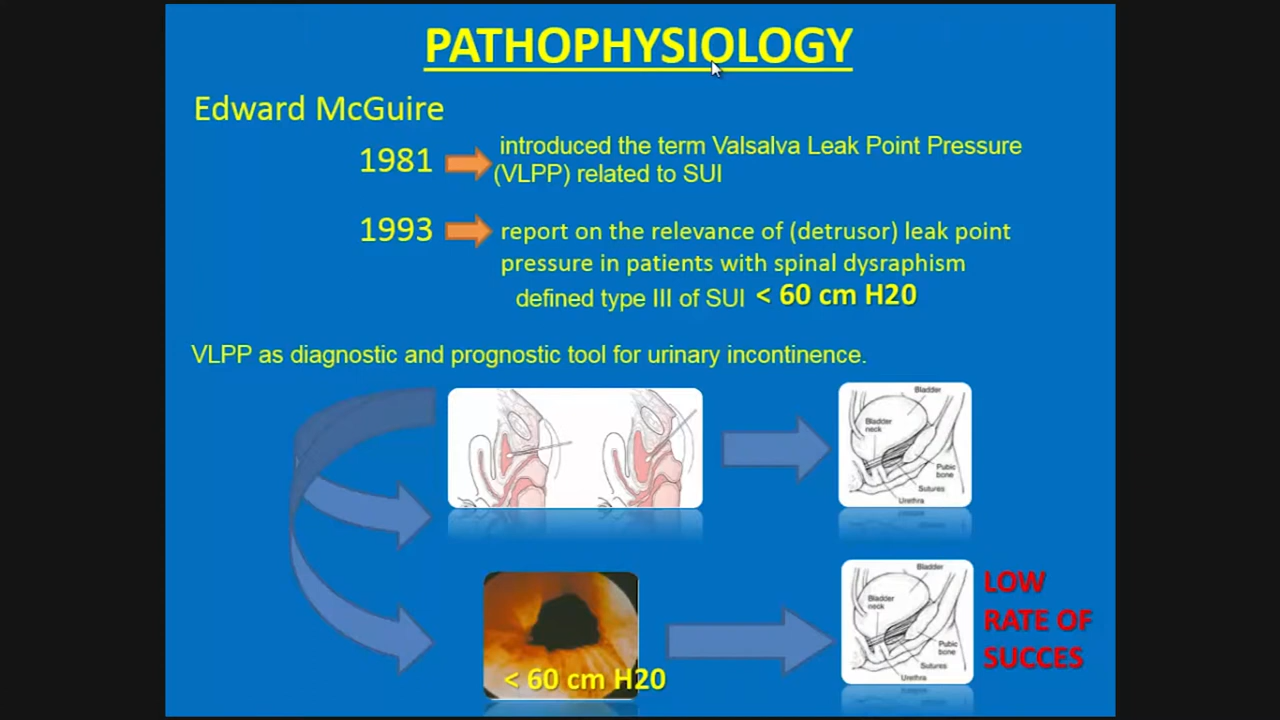 PATHOPHYSIOLOGY
Edward McGuire
1981
introduced the term Valsalva Leak Point Pressure
(VLPP) related to SUI
1993
report on the relevance of (detrusor) leak point
pressure in patients with spinal dysraphism
defined type III of SUI < 60 cm H20
VLPP as diagnostic and prognostic tool for urinary incontinence.
Bladder
Bladder
neck
Pubic
bone
Sutures
Urethra
< 60 cm H20
Bladder
Bladder
neck
Pubic
bone
Sutures
Urethra
LOW
RATE OF
SUCCES